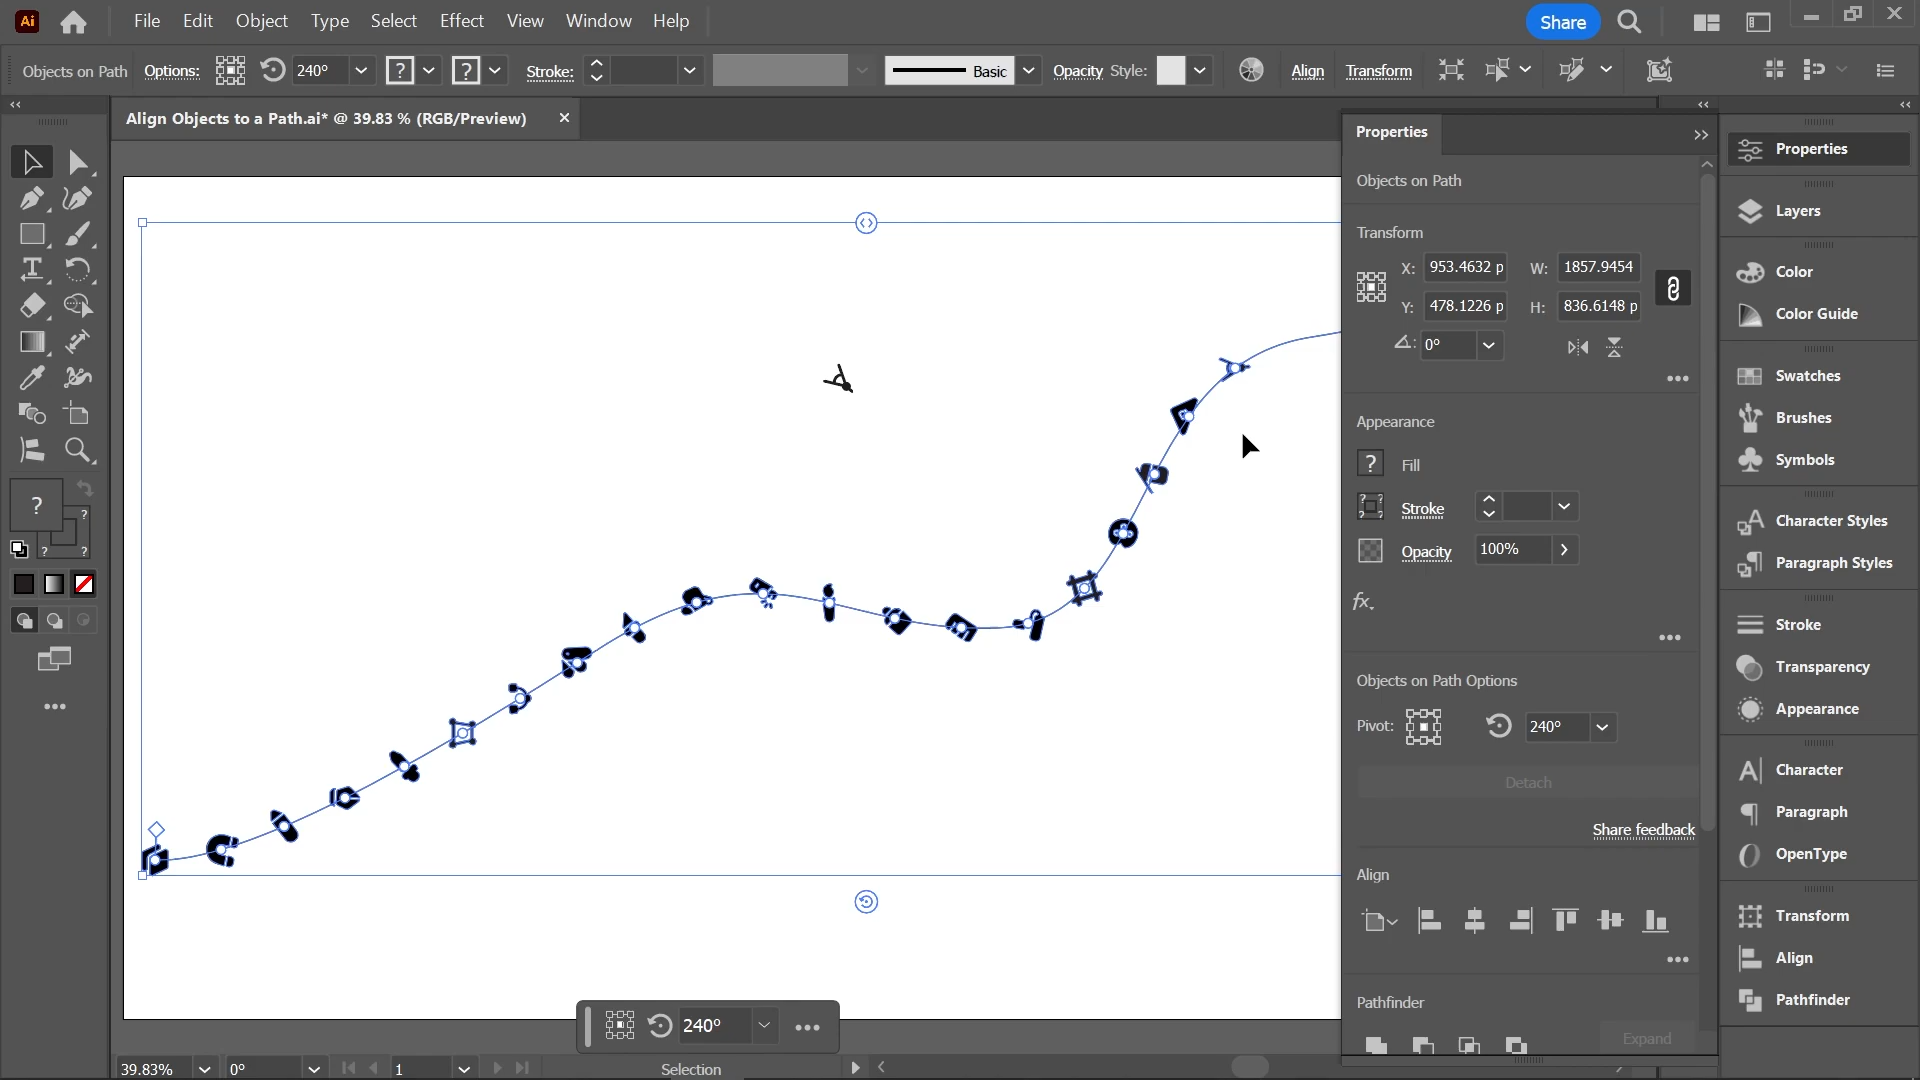 Ai
File
Edit
Object
Type
Select
Effect
View
Window
Help
Share
Objects on Path
Options:
240°
?
?
Stroke:
Basic
Opacity
Style:
Align
Transform
Align Objects to a Path.ai* @ 39.83 % (RGB/Preview)
Properties
Objects on Path
Transform
X:
953.4632 p
W:
1857.9454
Y:
478.1226 p
H:
836.6148 p
0°
Appearance
?
Fill
? ?
? ?
Stroke
Opacity
100%
fx.
Objects on Path Options
Pivot:
240°
Detach
Share feedback
Align
Pathfinder
Expand
Properties
Layers
Color
Color Guide
Swatches
Brushes
Symbols
Character Styles
Paragraph Styles
Stroke
Transparency
Appearance
Character
Paragraph
OpenType
Transform
Align
Pathfinder
?
?
? ?
240°
39.83%
0°
1
Selection